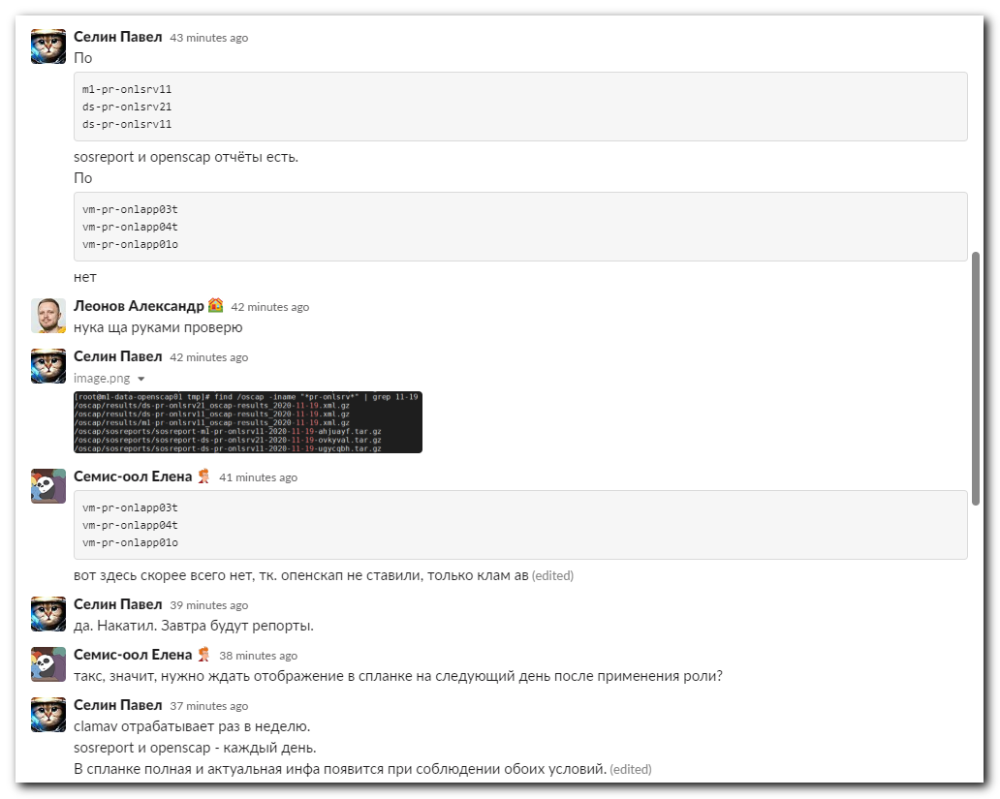 Селин Павел 43 minutes ago
По
m1-pr-onlsrv11
ds-pr-onlsrv21
ds-pr-onlsrv11
sosreport и openscap отчёты есть.
По
vm-pr-onlapp03t
vm-pr-onlapp04t
vm-pr-onlapp01o
нет
Леонов Александр 42 minutes ago
нука ща руками проверю
Селин Павел 42 minutes ago
image.png
[root@m1-data-openscap01 tmp]# find /oscap -iname "*pr-onlsrv*" | grep 11-19
/oscap/results/ds-pr-onlsrv21_oscap-results_2020-11-19.xml.gz
/oscap/results/ds-pr-onlsrv11_oscap-results_2020-11-19.xml.gz
/oscap/results/m1-pr-onlsrv11_oscap-results_2020-11-19.xml.gz
/oscap/sosreports/sosreport-m1-pr-onlsrv11-2020-11-19-ahjuayf.tar.gz
/oscap/sosreports/sosreport-ds-pr-onlsrv21-2020-11-19-ovkyval.tar.gz
/oscap/sosreports/sosreport-ds-pr-onlsrv11-2020-11-19-ugycqbh.tar.gz
Семис-оол Елена 41 minutes ago
vm-pr-onlapp03t
vm-pr-onlapp04t
vm-pr-onlapp01o
вот здесь скорее всего нет, тк. опенскап не ставили, только клам ав (edited)
Селин Павел 39 minutes ago
да. Накатил. Завтра будут репорты.
Семис-оол Елена 38 minutes ago
такс, значит, нужно ждать отображение в спланке на следующий день после применения роли?
Селин Павел 37 minutes ago
clamav отрабатывает раз в неделю.
sosreport и openscap - каждый день.
В спланке полная и актуальная инфа появится при соблюдении обоих условий. (edited)